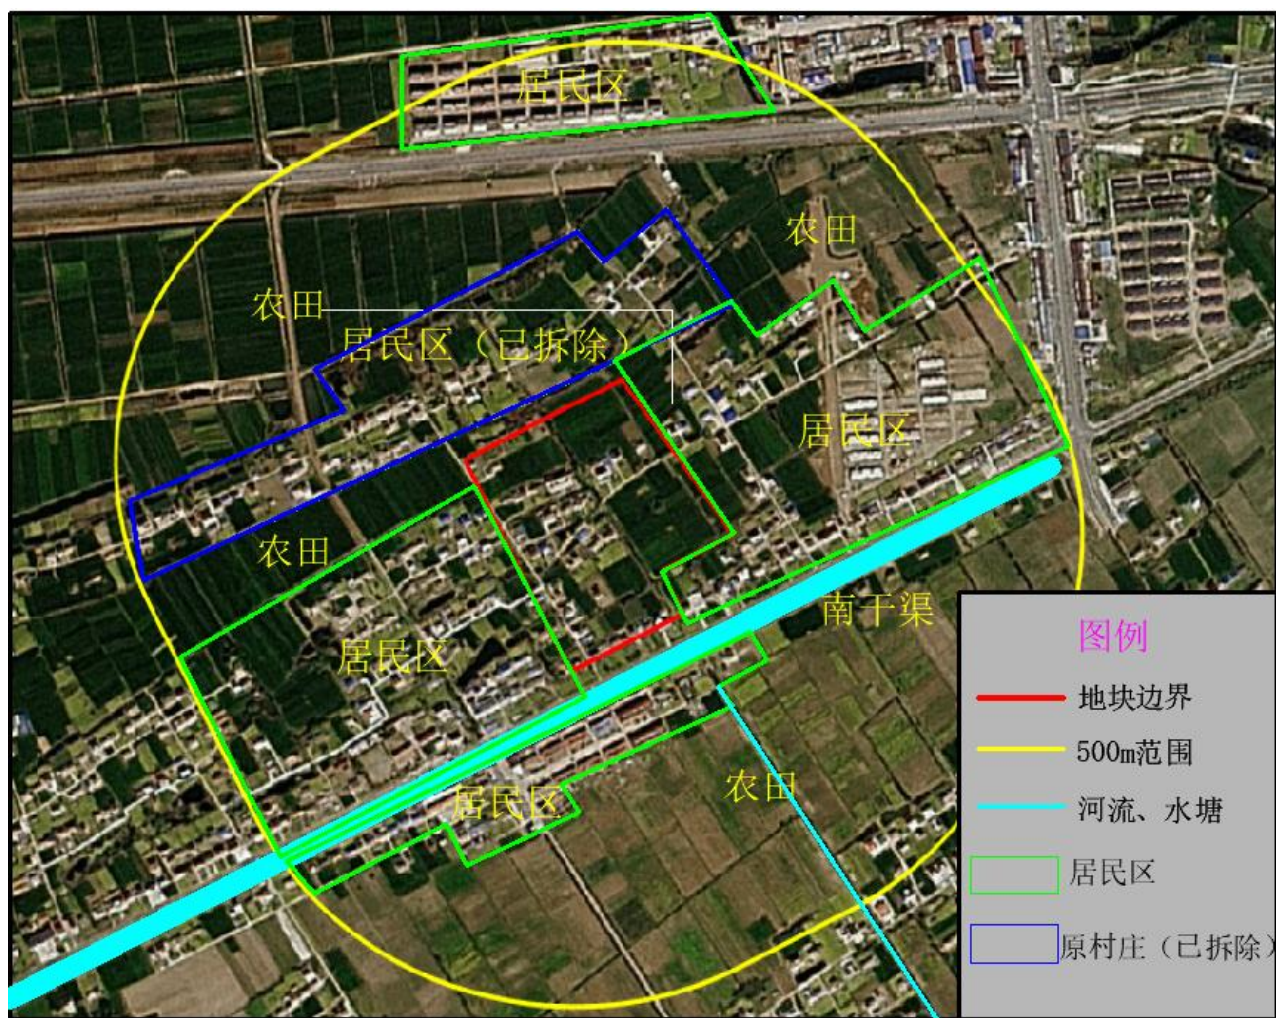 居民区
农田
农田
居民区（已拆除）
居民区
农田
南干渠
居民区
农田
居民区
图例
地块边界
500m范围
河流、水塘
居民区
原村庄（已拆除）